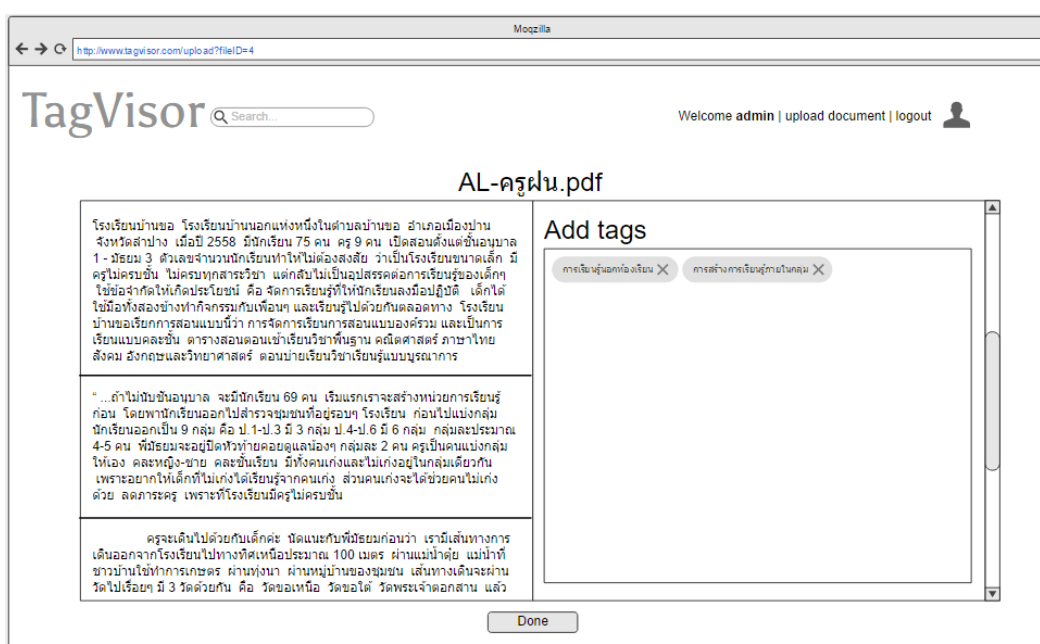 Moqzilla
http://www.tagvisor.com/upload?fileID=4
TagVisor
Search...
Welcome admin | upload document | logout
AL-ครูฝน.pdf
โรงเรียนบ้านขอ โรงเรียนบ้านนอกแห่งหนึ่งในตำบลบ้านขอ อำเภอเมืองปาน
จังหวัดลำปาง เมื่อปี 2558 มีนักเรียน 75 คน ครู 9 คน เปิดสอนตั้งแต่ชั้นอนุบาล
1 - มัธยม 3 ตัวเลขจำนวนนักเรียนทำให้ไม่ต้องสงสัย ว่าเป็นโรงเรียนขนาดเล็ก มี
ครูไม่ครบชั้น ไม่ครบทุกสาระวิชา แต่กลับไม่เป็นอุปสรรคต่อการเรียนรู้ของเด็กๆ
ใช้ข้อจำกัดให้เกิดประโยชน์ คือ จัดการเรียนรู้ที่ให้นักเรียนลงมือปฏิบัติ เด็กได้
ใช้มือทั้งสองข้างทำกิจกรรมกับเพื่อนๆ และเรียนรู้ไปด้วยกันตลอดทาง โรงเรียน
บ้านขอเรียกการสอนแบบนี้ว่า การจัดการเรียนการสอนแบบองค์รวม และเป็นการ
เรียนแบบคละชั้น ตารางสอนตอนเช้าเรียนวิชาพื้นฐาน คณิตศาสตร์ ภาษาไทย
สังคม อังกฤษและวิทยาศาสตร์ ตอนบ่ายเรียนวิชาเรียนรู้แบบบูรณาการ
“ ...ถ้าไม่นับชั้นอนุบาล จะมีนักเรียน 69 คน เริ่มแรกเราจะสร้างหน่วยการเรียนรู้
ก่อน โดยพานักเรียนออกไปสำรวจชุมชนที่อยู่รอบๆ โรงเรียน ก่อนไปแบ่งกลุ่ม
นักเรียนออกเป็น 9 กลุ่ม คือ ป.1-ป.3 มี 3 กลุ่ม ป.4-ป.6 มี 6 กลุ่ม กลุ่มละประมาณ
4-5 คน พี่มัธยมจะอยู่ปิดหัวท้ายคอยดูแลน้องๆ กลุ่มละ 2 คน ครูเป็นคนแบ่งกลุ่ม
ให้เอง คละหญิง-ชาย คละชั้นเรียน มีทั้งคนเก่งและไม่เก่งอยู่ในกลุ่มเดียวกัน
เพราะอยากให้เด็กที่ไม่เก่งได้เรียนรู้จากคนเก่ง ส่วนคนเก่งจะได้ช่วยคนไม่เก่ง
ด้วย ลดภาระครู เพราะที่โรงเรียนมีครูไม่ครบชั้น
ครูจะเดินไปด้วยกับเด็กค่ะ นัดแนะกับพี่มัธยมก่อนว่า เรามีเส้นทางการ
เดินออกจากโรงเรียนไปทางทิศเหนือประมาณ 100 เมตร ผ่านแม่น้ำตุ๋ย แม่น้ำที่
ชาวบ้านใช้ทำการเกษตร ผ่านทุ่งนา ผ่านหมู่บ้านของชุมชน เส้นทางเดินจะผ่าน
วัดไปเรื่อยๆ มี 3 วัดด้วยกัน คือ วัดขอเหนือ วัดขอใต้ วัดพระเจ้าตอกสาน แล้ว
Add tags
การเรียนรู้นอกห้องเรียน
การสร้างการเรียนรู้ภายในกลุ่ม
Done